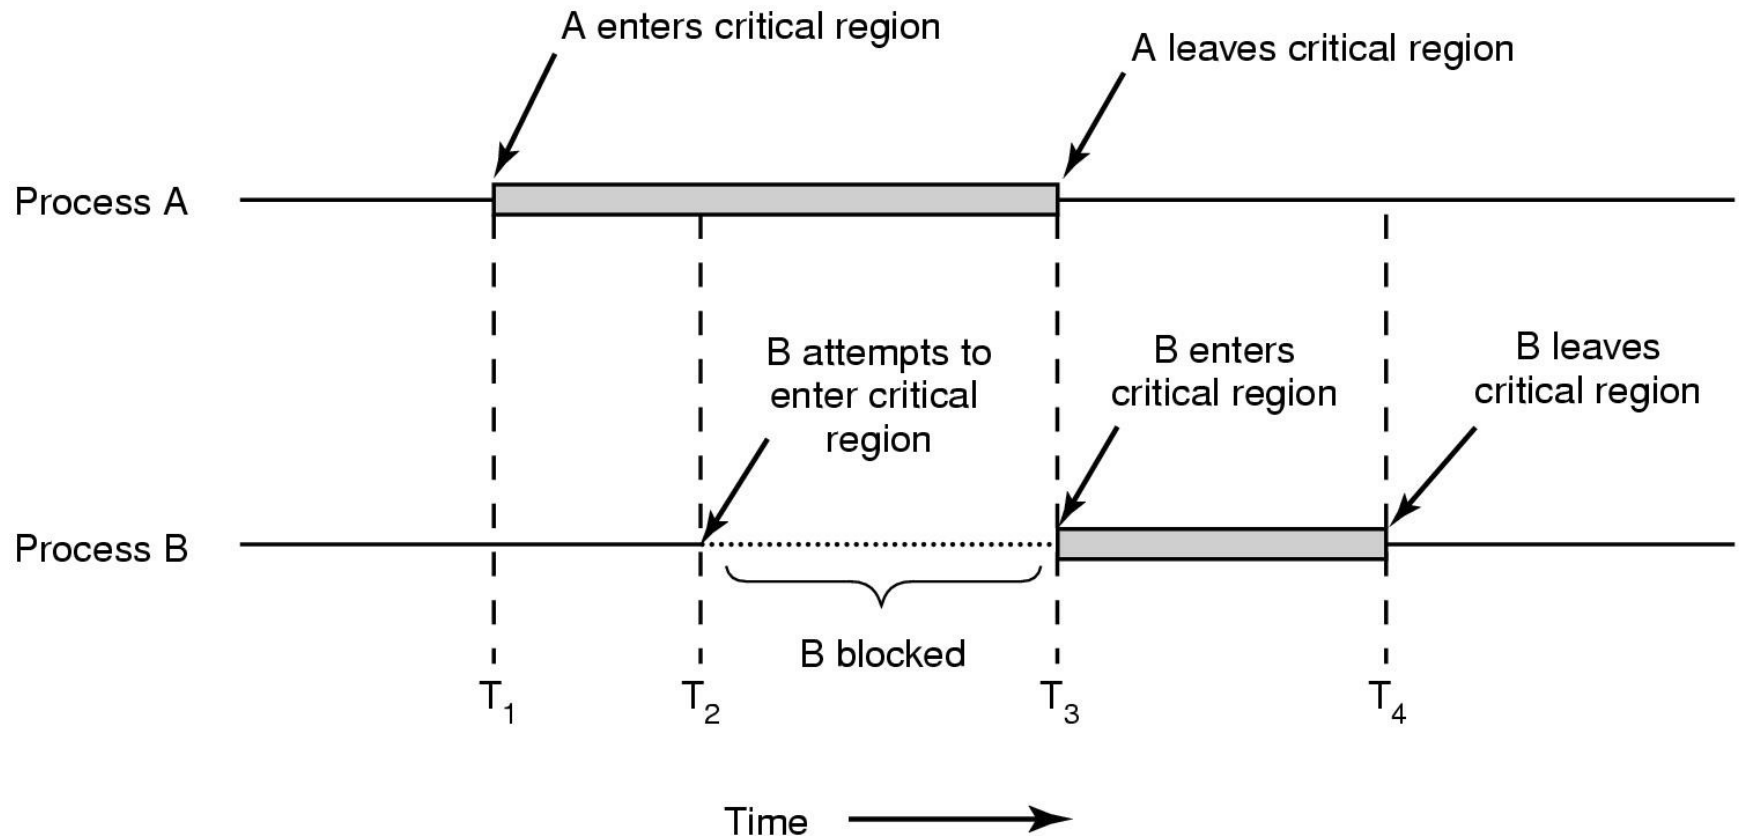 A enters critical region
A leaves critical region
Process A
B attempts to
enter critical
region
B enters
critical region
B leaves
critical region
Process B
B blocked
T1
T2
T3
T4
Time